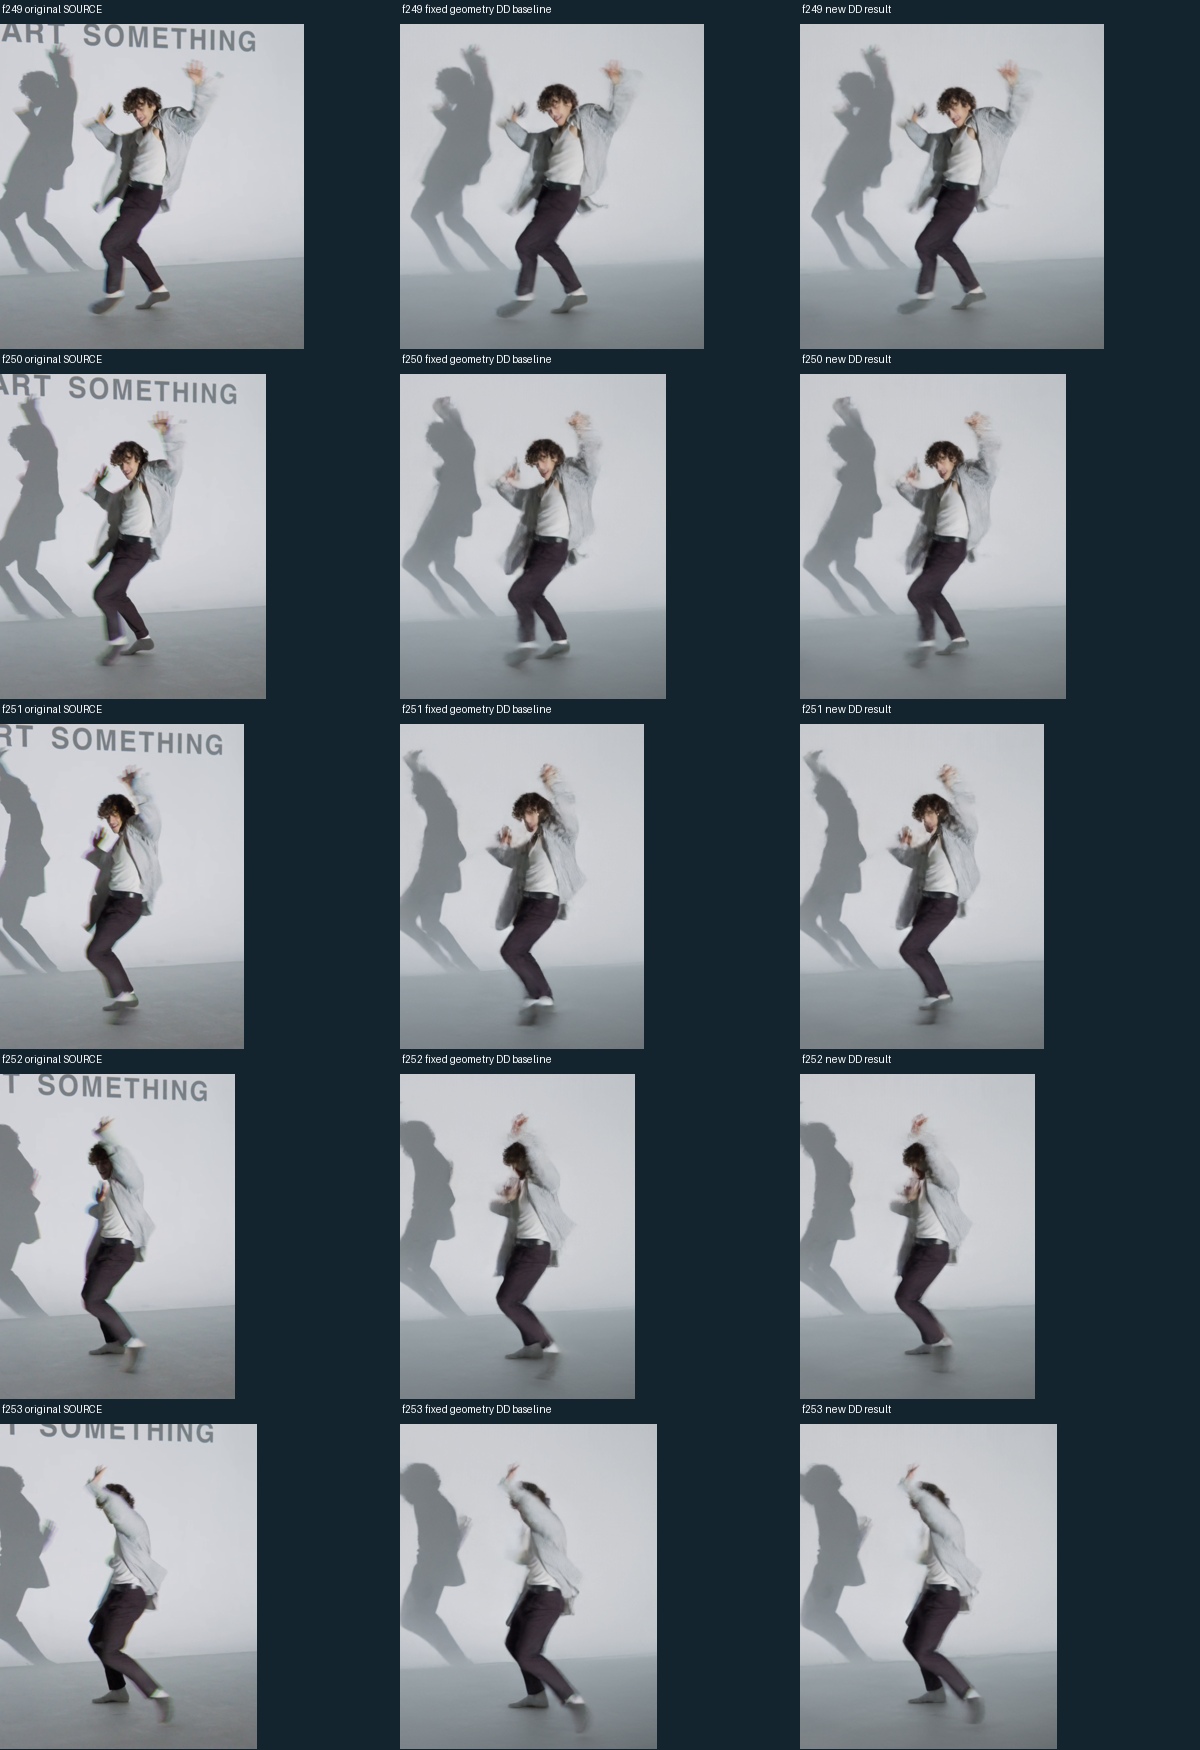 f249 original SOURCE f249 fixed geometry DD baseline f249 new DD result
ART SOMETHING
f250 original SOURCE f250 fixed geometry DD baseline f250 new DD result
ART SOMETHING
f251 original SOURCE f251 fixed geometry DD baseline f251 new DD result
RT SOMETHING
f252 original SOURCE f252 fixed geometry DD baseline f252 new DD result
T SOMETHING
f253 original SOURCE f253 fixed geometry DD baseline f253 new DD result
T SOMETHING